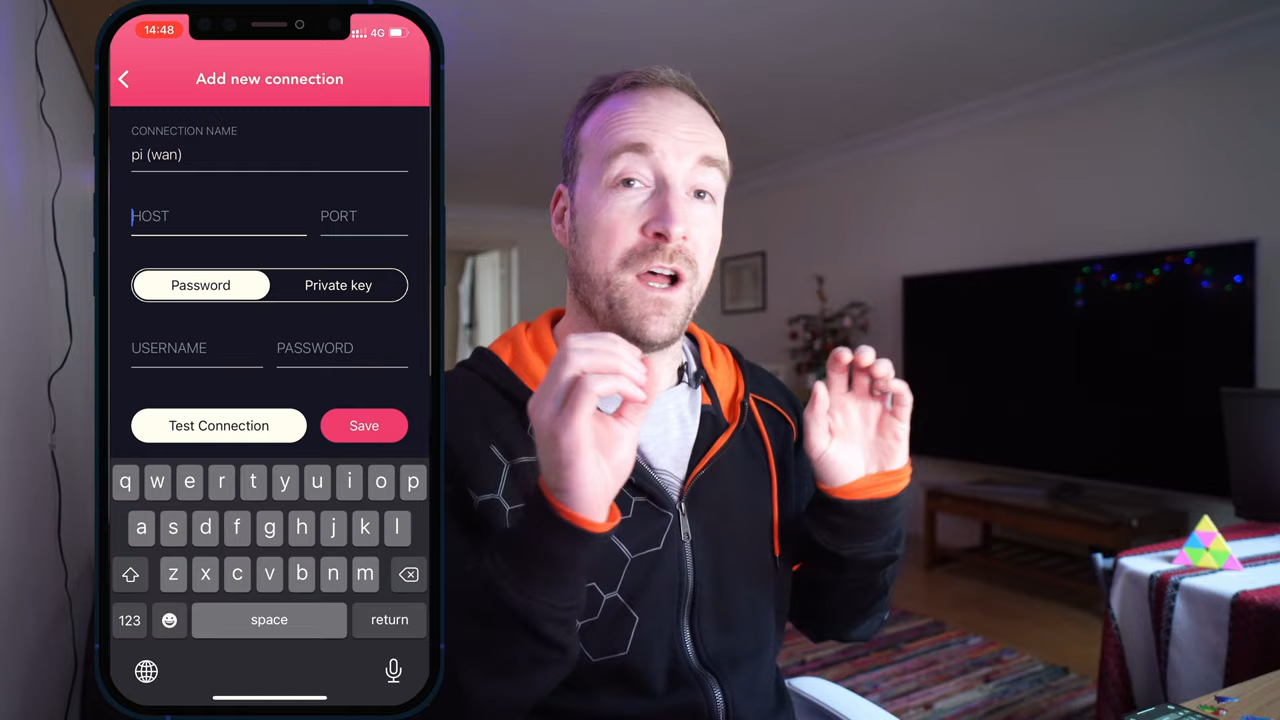 14:48
4G
Add new connection
CONNECTION NAME
pi (wan)
HOST PORT
Password Private key
USERNAME PASSWORD
Test Connection Save
q w e r t y u i o p
a s d f g h j k l
z x c v b n m
123 space return